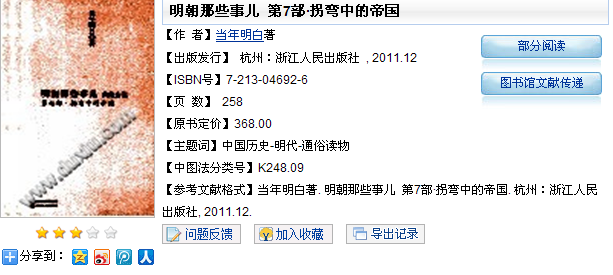 明朝那些事儿 第7部·拐弯中的帝国
【作 者】当年明白著
【出版发行】 杭州：浙江人民出版社 , 2011.12
【ISBN号】7-213-04692-6
【页 数】 258
【原书定价】368.00
【主题词】中国历史-明代-通俗读物
【中图法分类号】K248.09
【参考文献格式】当年明白著. 明朝那些事儿 第7部·拐弯中的帝国. 杭州：浙江人民
出版社, 2011.12.
部分阅读
图书馆文献传递
问题反馈 加入收藏 导出记录
分享到：